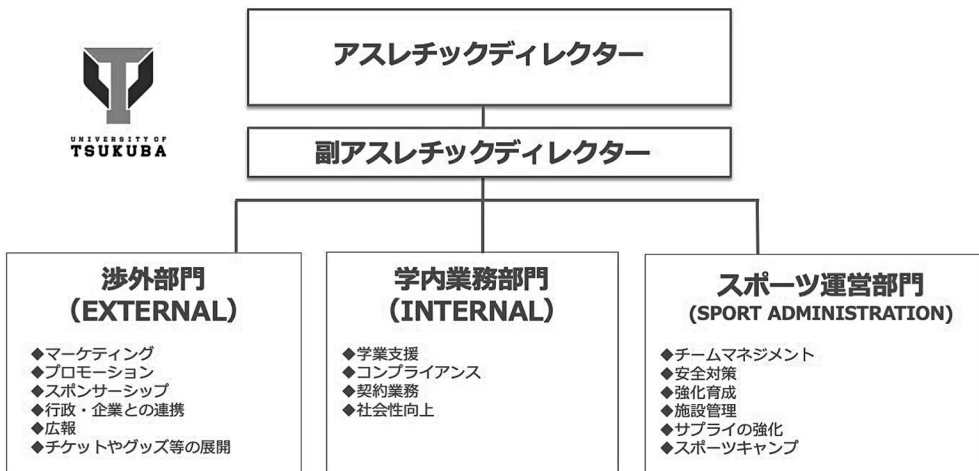 アスレチックディレクター
UNIVERSITY OF
TSUKUBA
副アスレチックディレクター
渉外部門
(EXTERNAL)
◆マーケティング
◆プロモーション
◆スポンサーシップ
◆行政・企業との連携
◆広報
◆チケットやグッズ等の展開
学内業務部門
(INTERNAL)
◆学業支援
◆コンプライアンス
◆契約業務
◆社会性向上
スポーツ運営部門
(SPORT ADMINISTRATION)
◆チームマネジメント
◆安全対策
◆強化育成
◆施設管理
◆サプライの強化
◆スポーツキャンプ